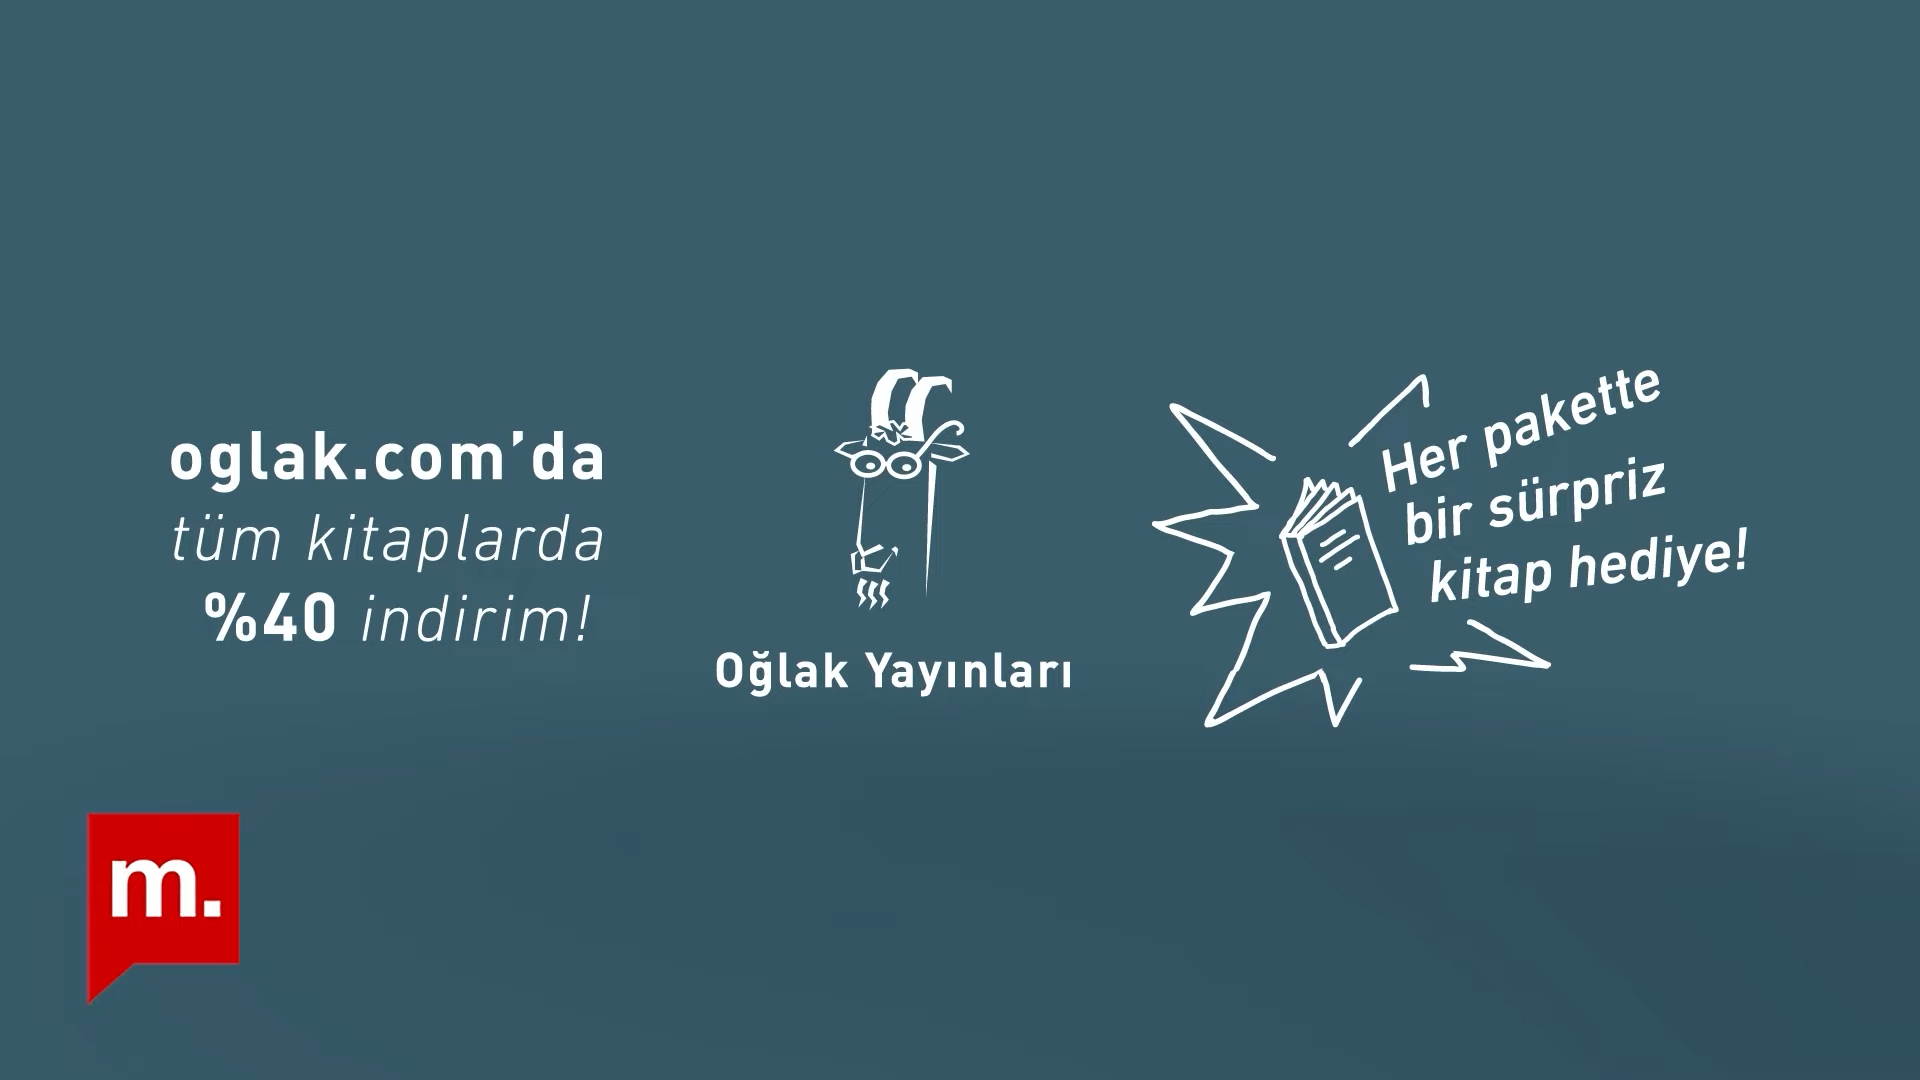 oglak.com’da
tüm kitaplarda
%40 indirim!
Oğlak Yayınları
Her pakette
bir sürpriz
kitap hediye!
m.